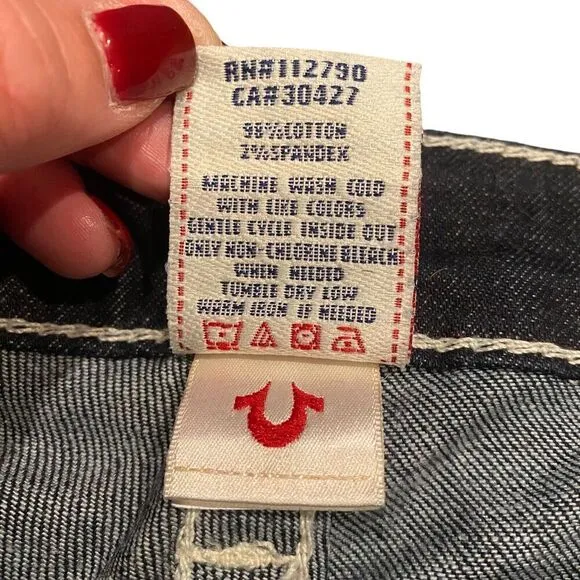 RN#112790
CA#30427
98%COTTON
2%SPANDEX
MACHINE WASH COLD
WITH LIKE COLORS
GENTLE CYCLE INSIDE OUT
ONLY NON-CHLORINE BLEACH
WHEN NEEDED
TUMBLE DRY LOW
WARM IRON IF NEEDED